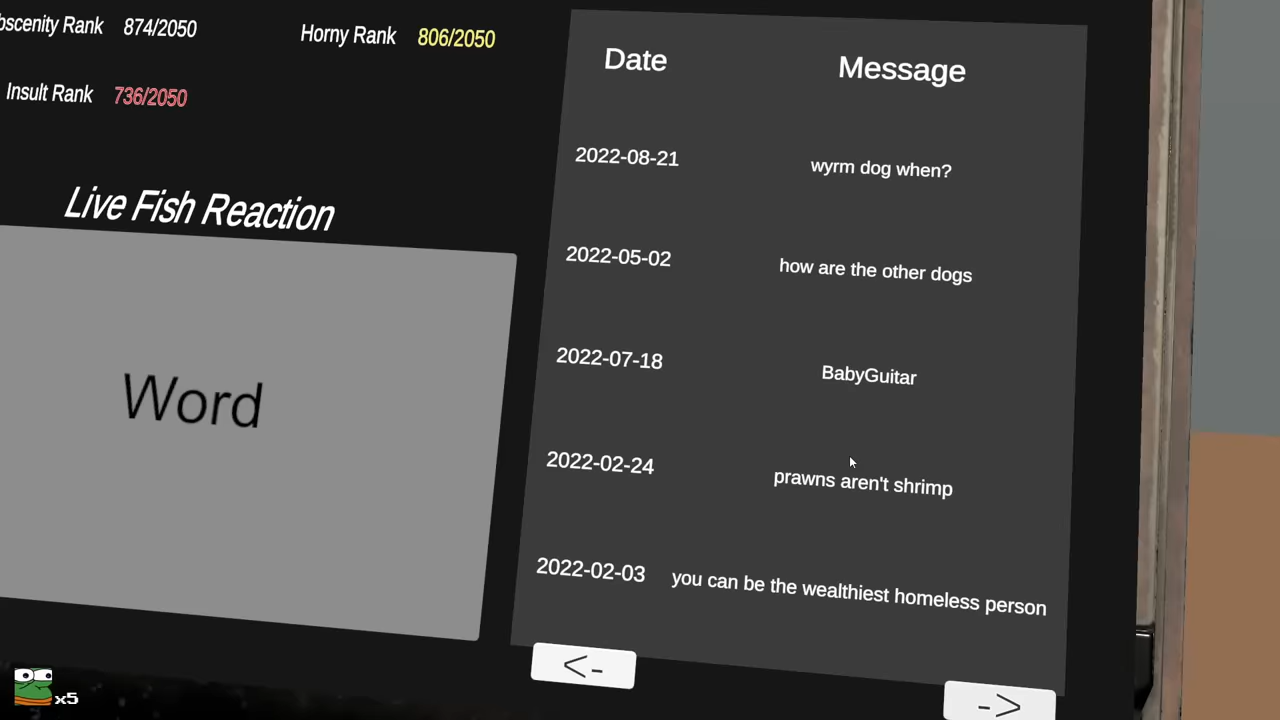 bscenity Rank 874/2050
Horny Rank 806/2050
Insult Rank 736/2050
Live Fish Reaction
Word
Date Message
2022-08-21 wyrm dog when?
2022-05-02 how are the other dogs
2022-07-18 BabyGuitar
2022-02-24 prawns aren't shrimp
2022-02-03 you can be the wealthiest homeless person
<- ->
x5